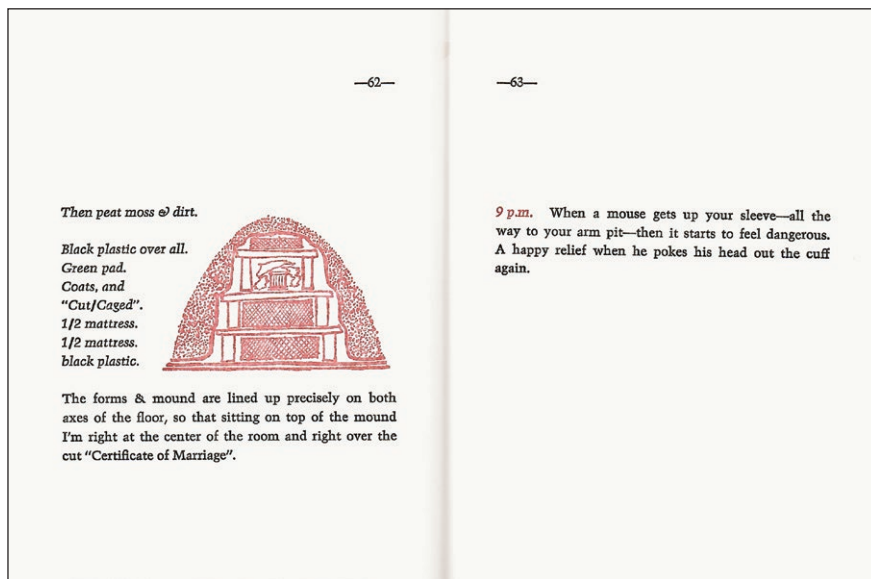 —62—
Then peat moss & dirt.
Black plastic over all.
Green pad.
Coats, and
“Cut/Caged”.
1/2 mattress.
1/2 mattress.
black plastic.
The forms & mound are lined up precisely on both
axes of the floor, so that sitting on top of the mound
I’m right at the center of the room and right over the
cut “Certificate of Marriage”.
—63—
9 p.m. When a mouse gets up your sleeve—all the
way to your arm pit—then it starts to feel dangerous.
A happy relief when he pokes his head out the cuff
again.